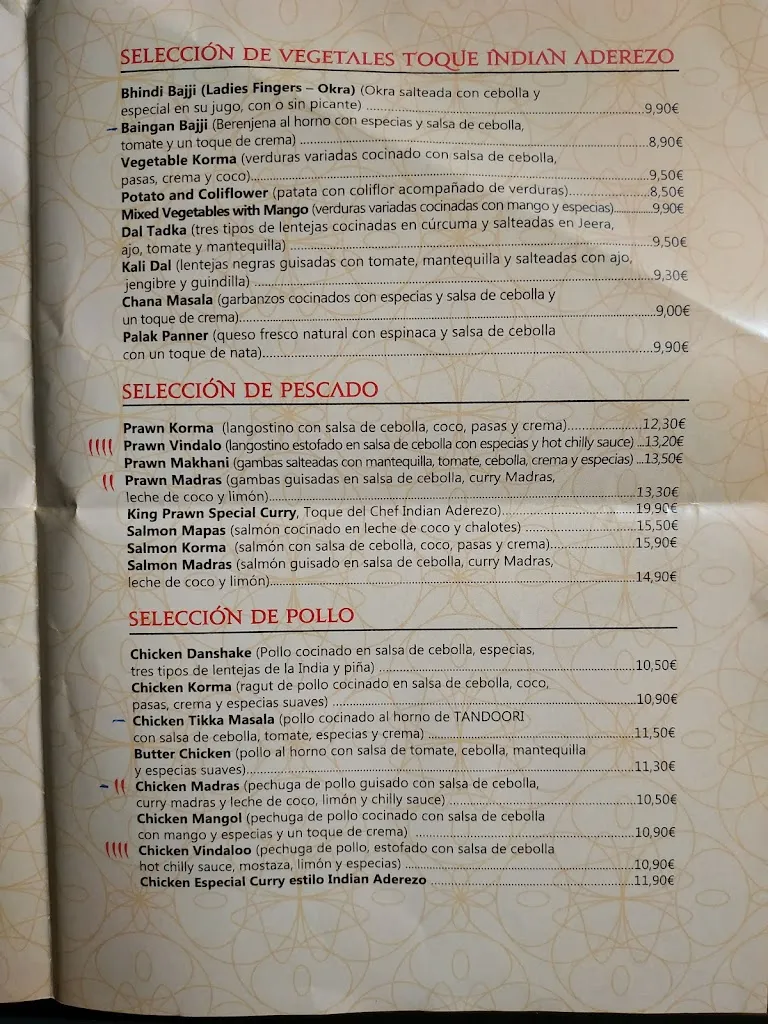 SELECCIÓN DE VEGETALES TOQUE INDIAN ADEREZO
Bhindi Bajji (Ladies Fingers – Okra) (Okra salteada con cebolla y
especial en su jugo, con o sin picante) ...9,90€
Baingan Bajji (Berenjena al horno con especias y salsa de cebolla,
tomate y un toque de crema) ...8,90€
Vegetable Korma (verduras variadas cocinado con salsa de cebolla,
pasas, crema y coco)...9,50€
Potato and Coliflower (patata con coliflor acompañado de verduras)...8,50€
Mixed Vegetables with Mango (verduras variadas cocinadas con mango y especias)...9,90€
Dal Tadka (tres tipos de lentejas cocinadas en cúrcuma y salteadas en Jeera,
ajo, tomate y mantequilla) ...9,50€
Kali Dal (lentejas negras guisadas con tomate, mantequilla y salteadas con ajo,
jengibre y guindilla) ...9,30€
Chana Masala (garbanzos cocinados con especias y salsa de cebolla y
un toque de crema)...9,00€
Palak Panner (queso fresco natural con espinaca y salsa de cebolla
con un toque de nata)...9,90€
SELECCIÓN DE PESCADO
Prawn Korma (langostino con salsa de cebolla, coco, pasas y crema)...12,30€
Prawn Vindalo (langostino estofado en salsa de cebolla con especias y hot chilly sauce) ...13,20€
Prawn Makhani (gambas salteadas con mantequilla, tomate, cebolla, crema y especias) ...13,50€
Prawn Madras (gambas guisadas en salsa de cebolla, curry Madras,
leche de coco y limón)...13,30€
King Prawn Special Curry, Toque del Chef Indian Aderezo)...19,90€
Salmon Mapas (salmón cocinado en leche de coco y chalotes) ...15,50€
Salmon Korma (salmón con salsa de cebolla, coco, pasas y crema)...15,90€
Salmon Madras (salmón guisado en salsa de cebolla, curry Madras,
leche de coco y limón)...14,90€
SELECCIÓN DE POLLO
Chicken Danshake (Pollo cocinado en salsa de cebolla, especias,
tres tipos de lentejas de la India y piña) ...10,50€
Chicken Korma (ragut de pollo cocinado en salsa de cebolla, coco,
pasas, crema y especias suaves) ...10,90€
Chicken Tikka Masala (pollo cocinado al horno de TANDOORI
con salsa de cebolla, tomate, especias y crema) ...11,50€
Butter Chicken (pollo al horno con salsa de tomate, cebolla, mantequilla
y especias suaves)...11,30€
Chicken Madras (pechuga de pollo guisado con salsa de cebolla,
curry madras y leche de coco, limón y chilly sauce) ...10,50€
Chicken Mangol (pechuga de pollo cocinado con salsa de cebolla
con mango y especias y un toque de crema) ...10,90€
Chicken Vindaloo (pechuga de pollo, estofado con salsa de cebolla
hot chilly sauce, mostaza, limón y especias) ...10,90€
Chicken Especial Curry estilo Indian Aderezo ...11,90€